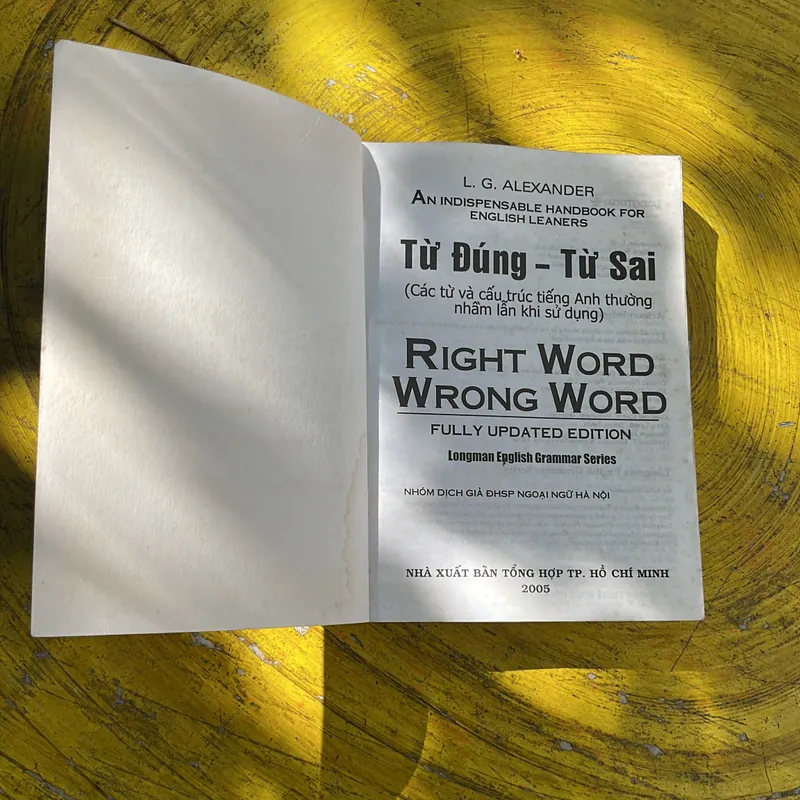 L. G. ALEXANDER
AN INDISPENSABLE HANDBOOK FOR
ENGLISH LEANERS
Từ Đúng – Từ Sai
(Các từ và cấu trúc tiếng Anh thường
nhầm lẫn khi sử dụng)
RIGHT WORD
WRONG WORD
FULLY UPDATED EDITION
Longman English Grammar Series
NHÓM DỊCH GIẢ ĐHSP NGOẠI NGỮ HÀ NỘI
NHÀ XUẤT BẢN TỔNG HỢP TP. HỒ CHÍ MINH
2005